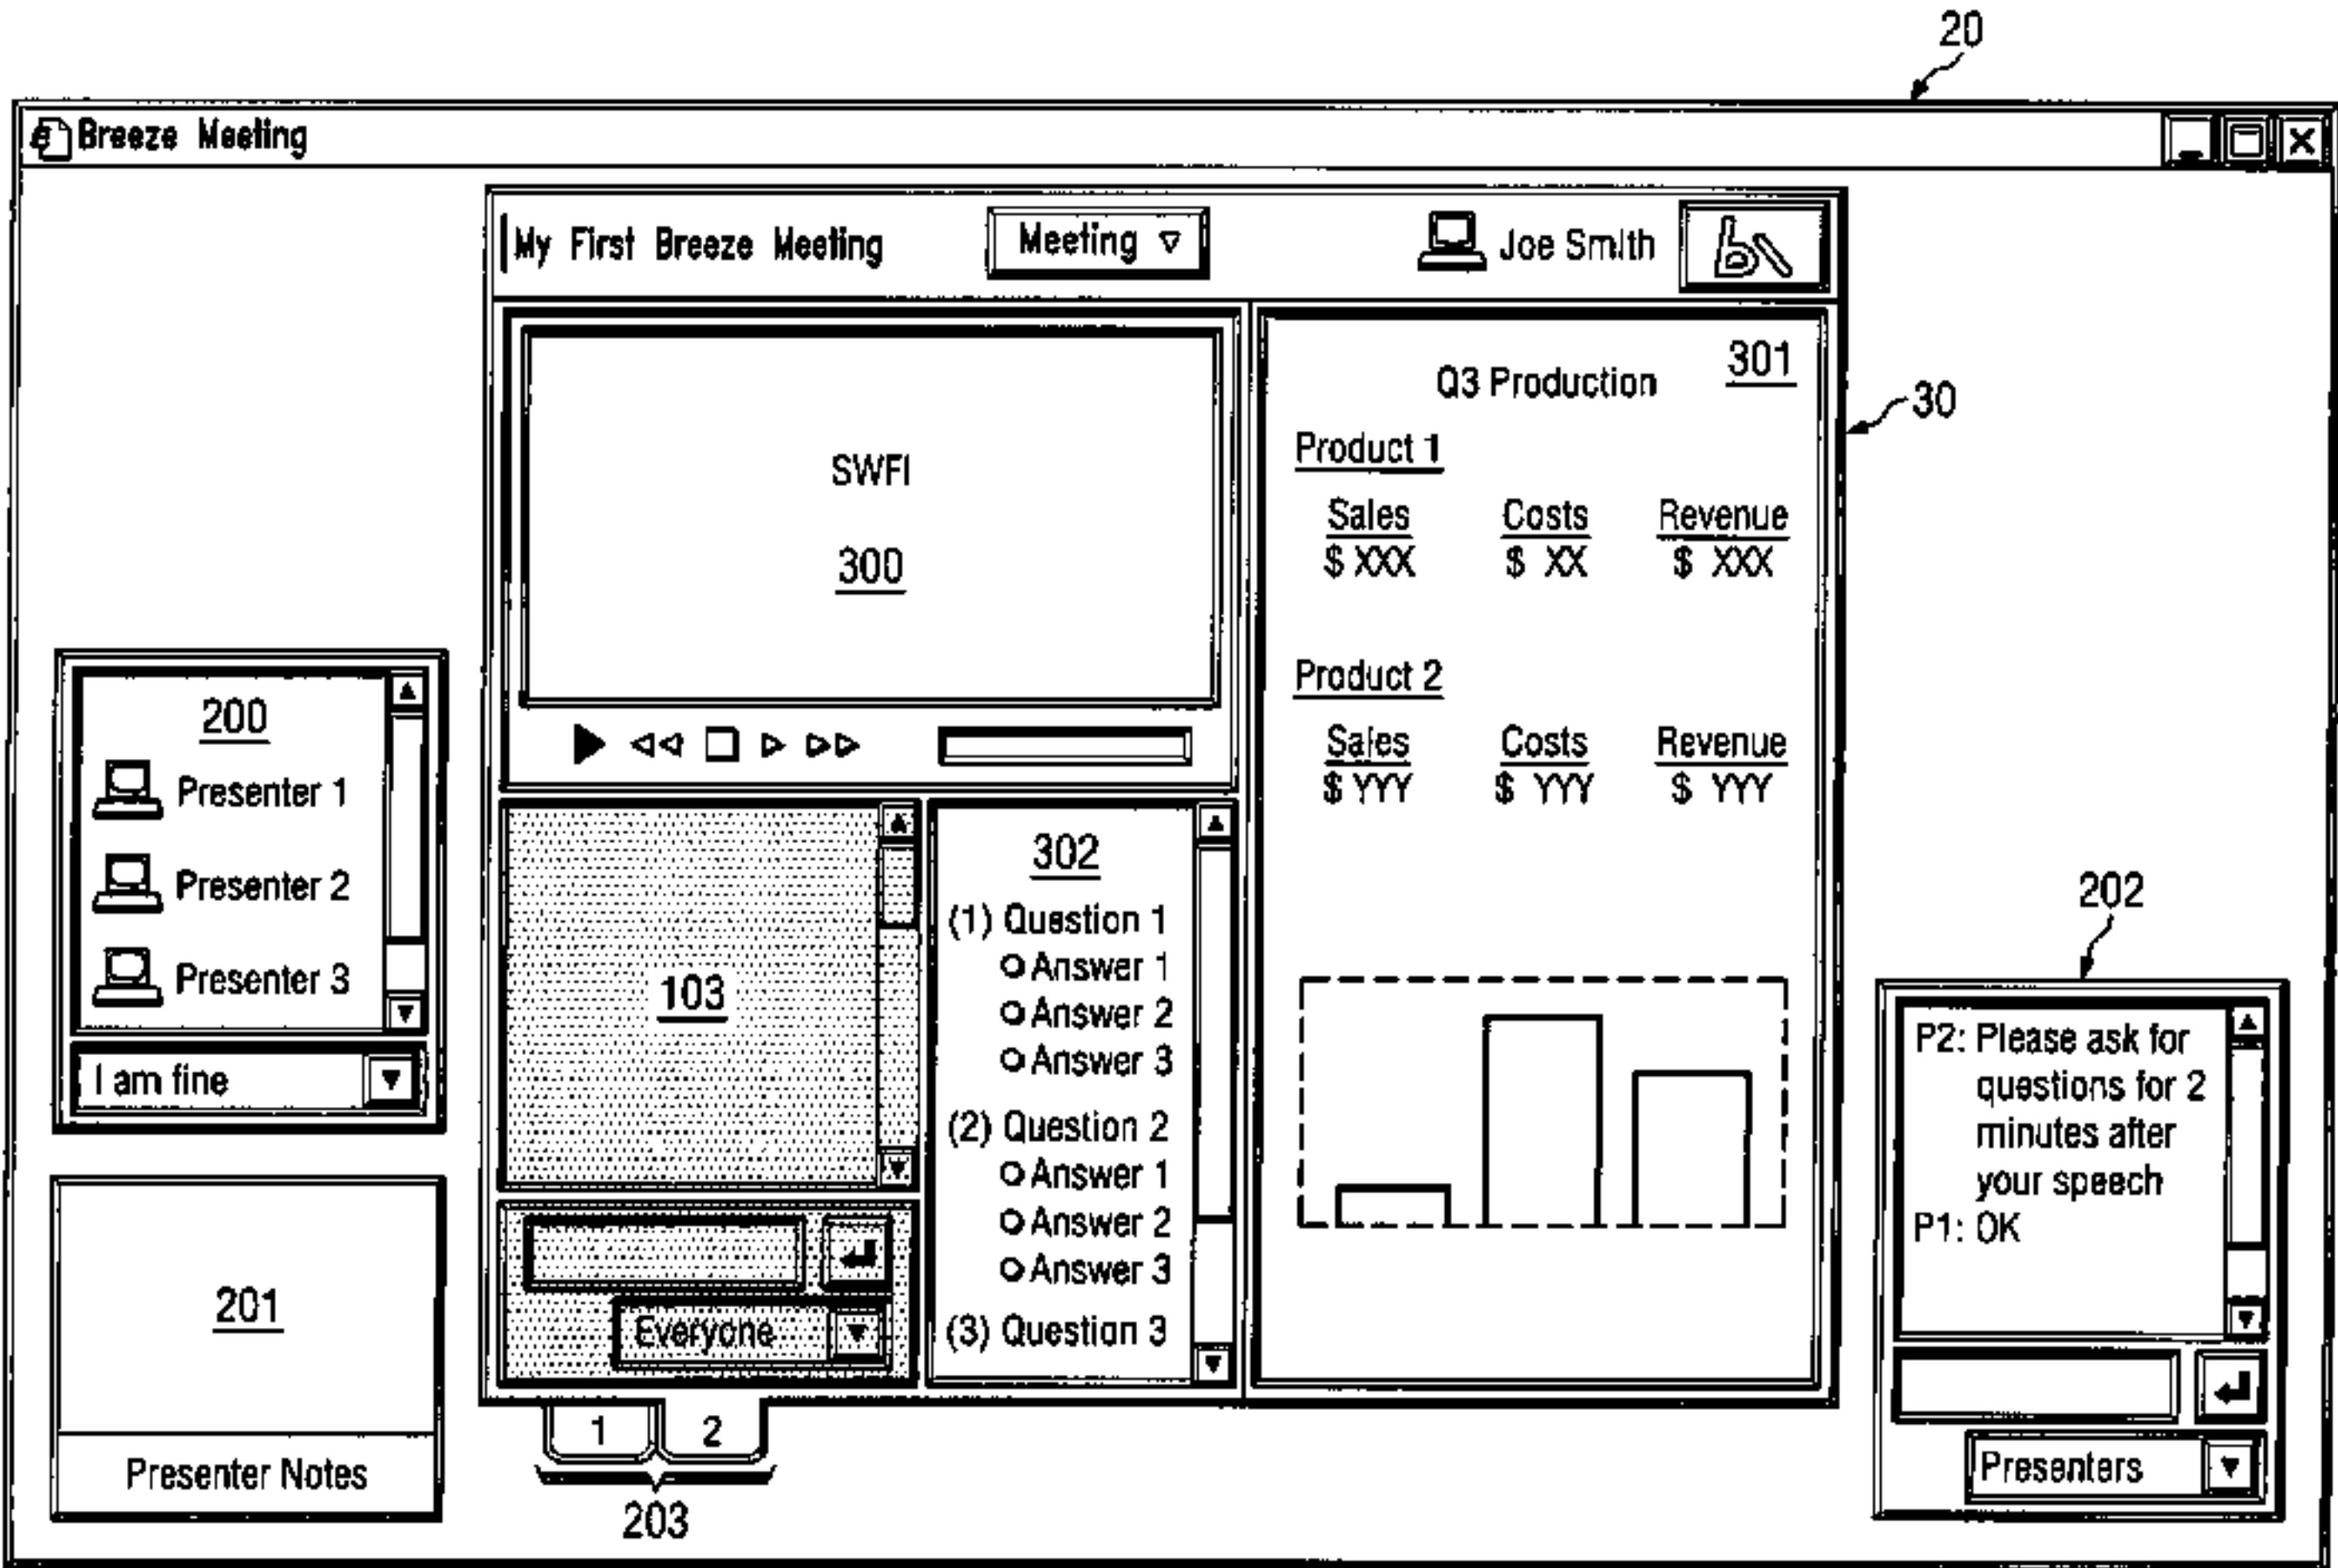 20
Breeze Meeting
My First Breeze Meeting
Meeting
Joe Smith
SWFI
300
301
Q3 Production
30
Product 1
Sales Costs Revenue
$ XXX $ XX $ XXX
Product 2
Sales Costs Revenue
$ YYY $ YYY $ YYY
200
Presenter 1
Presenter 2
Presenter 3
I am fine
201
Presenter Notes
103
Everyone
302
(1) Question 1
Answer 1
Answer 2
Answer 3
(2) Question 2
Answer 1
Answer 2
Answer 3
(3) Question 3
1 2
203
202
P2: Please ask for
questions for 2
minutes after
your speech
P1: OK
Presenters